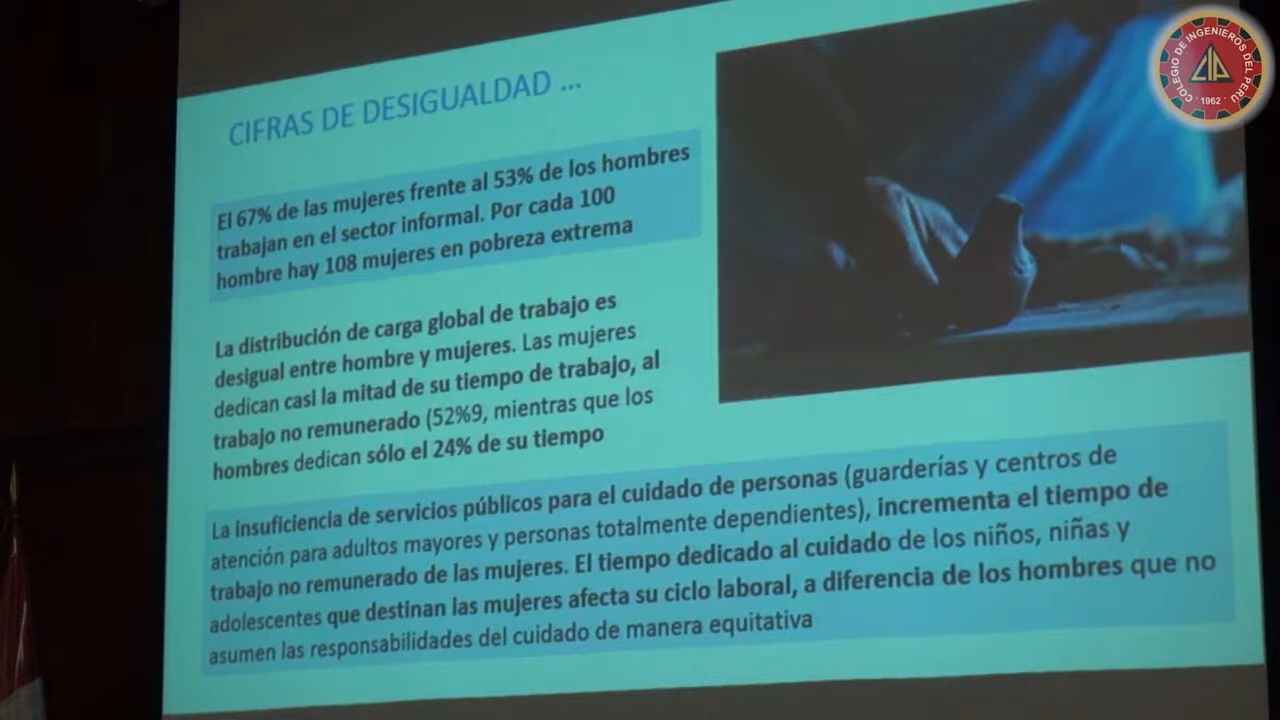 CIFRAS DE DESIGUALDAD ...
El 67% de las mujeres frente al 53% de los hombres
trabajan en el sector informal. Por cada 100
hombre hay 108 mujeres en pobreza extrema
La distribución de carga global de trabajo es
desigual entre hombre y mujeres. Las mujeres
dedican casi la mitad de su tiempo de trabajo, al
trabajo no remunerado (52%9, mientras que los
hombres dedican sólo el 24% de su tiempo
La insuficiencia de servicios públicos para el cuidado de personas (guarderías y centros de
atención para adultos mayores y personas totalmente dependientes), incrementa el tiempo de
trabajo no remunerado de las mujeres. El tiempo dedicado al cuidado de los niños, niñas y
adolescentes que destinan las mujeres afecta su ciclo laboral, a diferencia de los hombres que no
asumen las responsabilidades del cuidado de manera equitativa
COLEGIO DE INGENIEROS DEL PERU
CIP
· 1962 ·